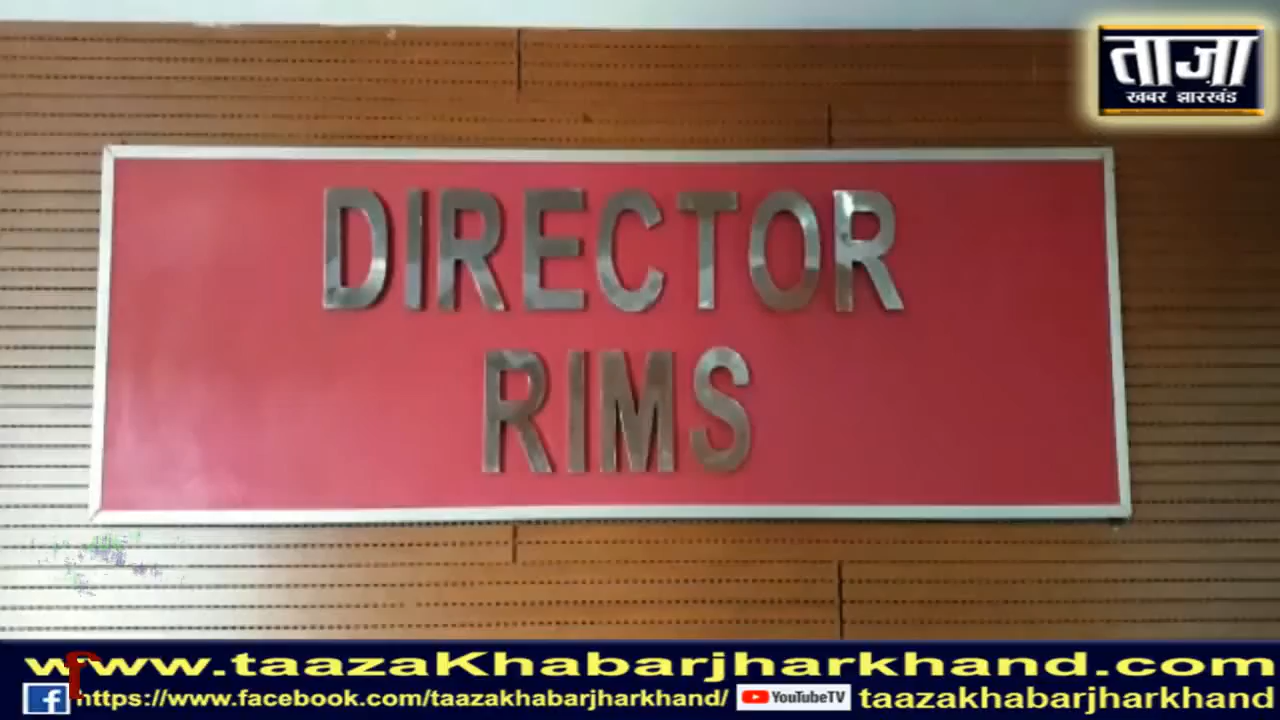 ताज़ा
खबर झारखंड
DIRECTOR
RIMS
www.taazaKhabarjharkhand.com
https://www.facebook.com/taazakhabarjharkhand/ YouTubeTV taazakhabarjharkhand